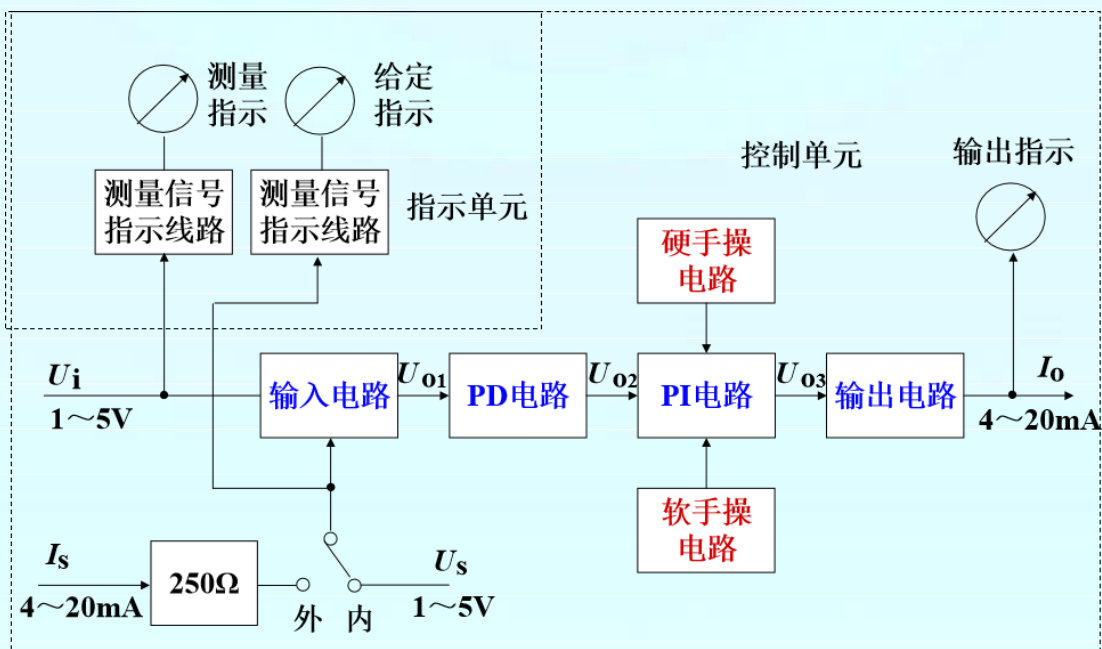 测量
指示
给定
指示
控制单元
输出指示
测量信号
指示线路
测量信号
指示线路
指示单元
硬手操
电路
Ui
1～5V
输入电路
Uo1
PD电路
Uo2
PI电路
Uo3
输出电路
Io
4～20mA
软手操
电路
Is
4～20mA
250Ω
外
内
Us
1～5V